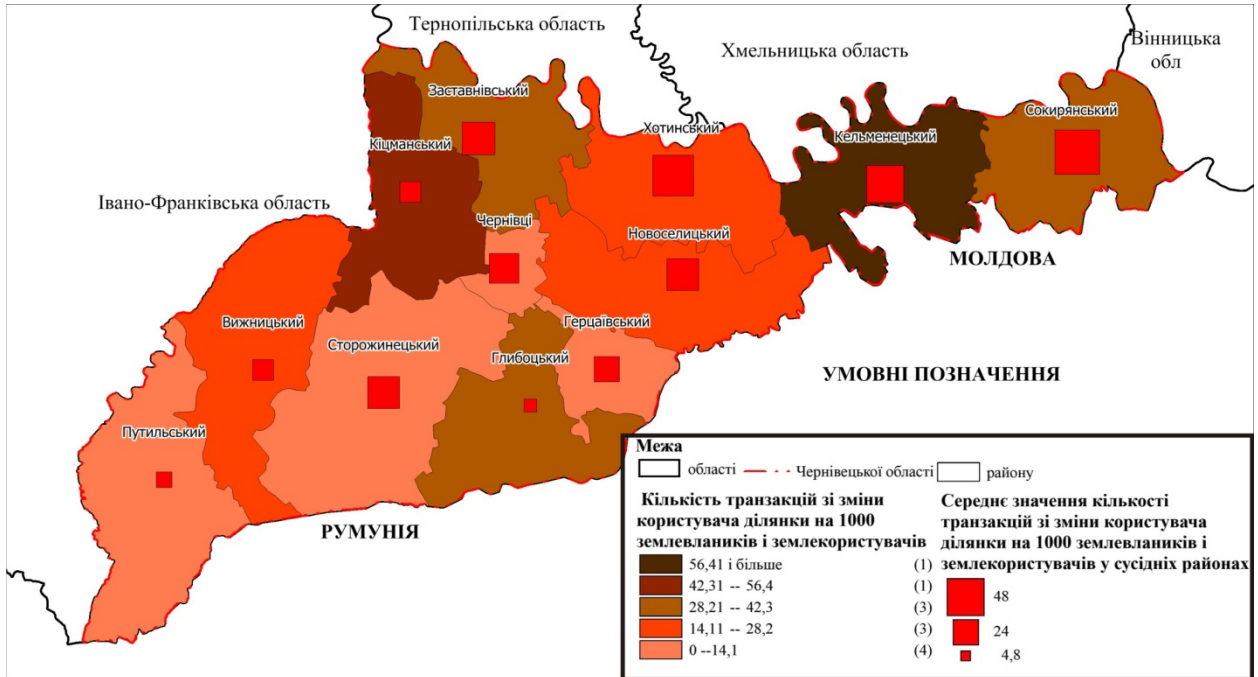 Тернопільська область
Хмельницька область
Вінницька
обл
Заставнівський
Хотинський
Сокирянський
Кельменецький
Кіцманський
Івано-Франківська область
Чернівці
Новоселицький
МОЛДОВА
Вижницький
Сторожинецький
Герцаївський
Глибоцький
УМОВНІ ПОЗНАЧЕННЯ
Путильський
РУМУНІЯ
Межа
області
Чернівецької області
району
Кількість транзакцій зі зміни
користувача ділянки на 1000
землевлаників і землекористувачів
56,41 і більше (1)
42,31 -- 56,4 (1)
28,21 -- 42,3 (3)
14,11 -- 28,2 (3)
0 --14,1 (4)
Середнє значення кількості
транзакцій зі зміни користувача
ділянки на 1000 землевлаників і
землекористувачів у сусідніх районах
48
24
4,8